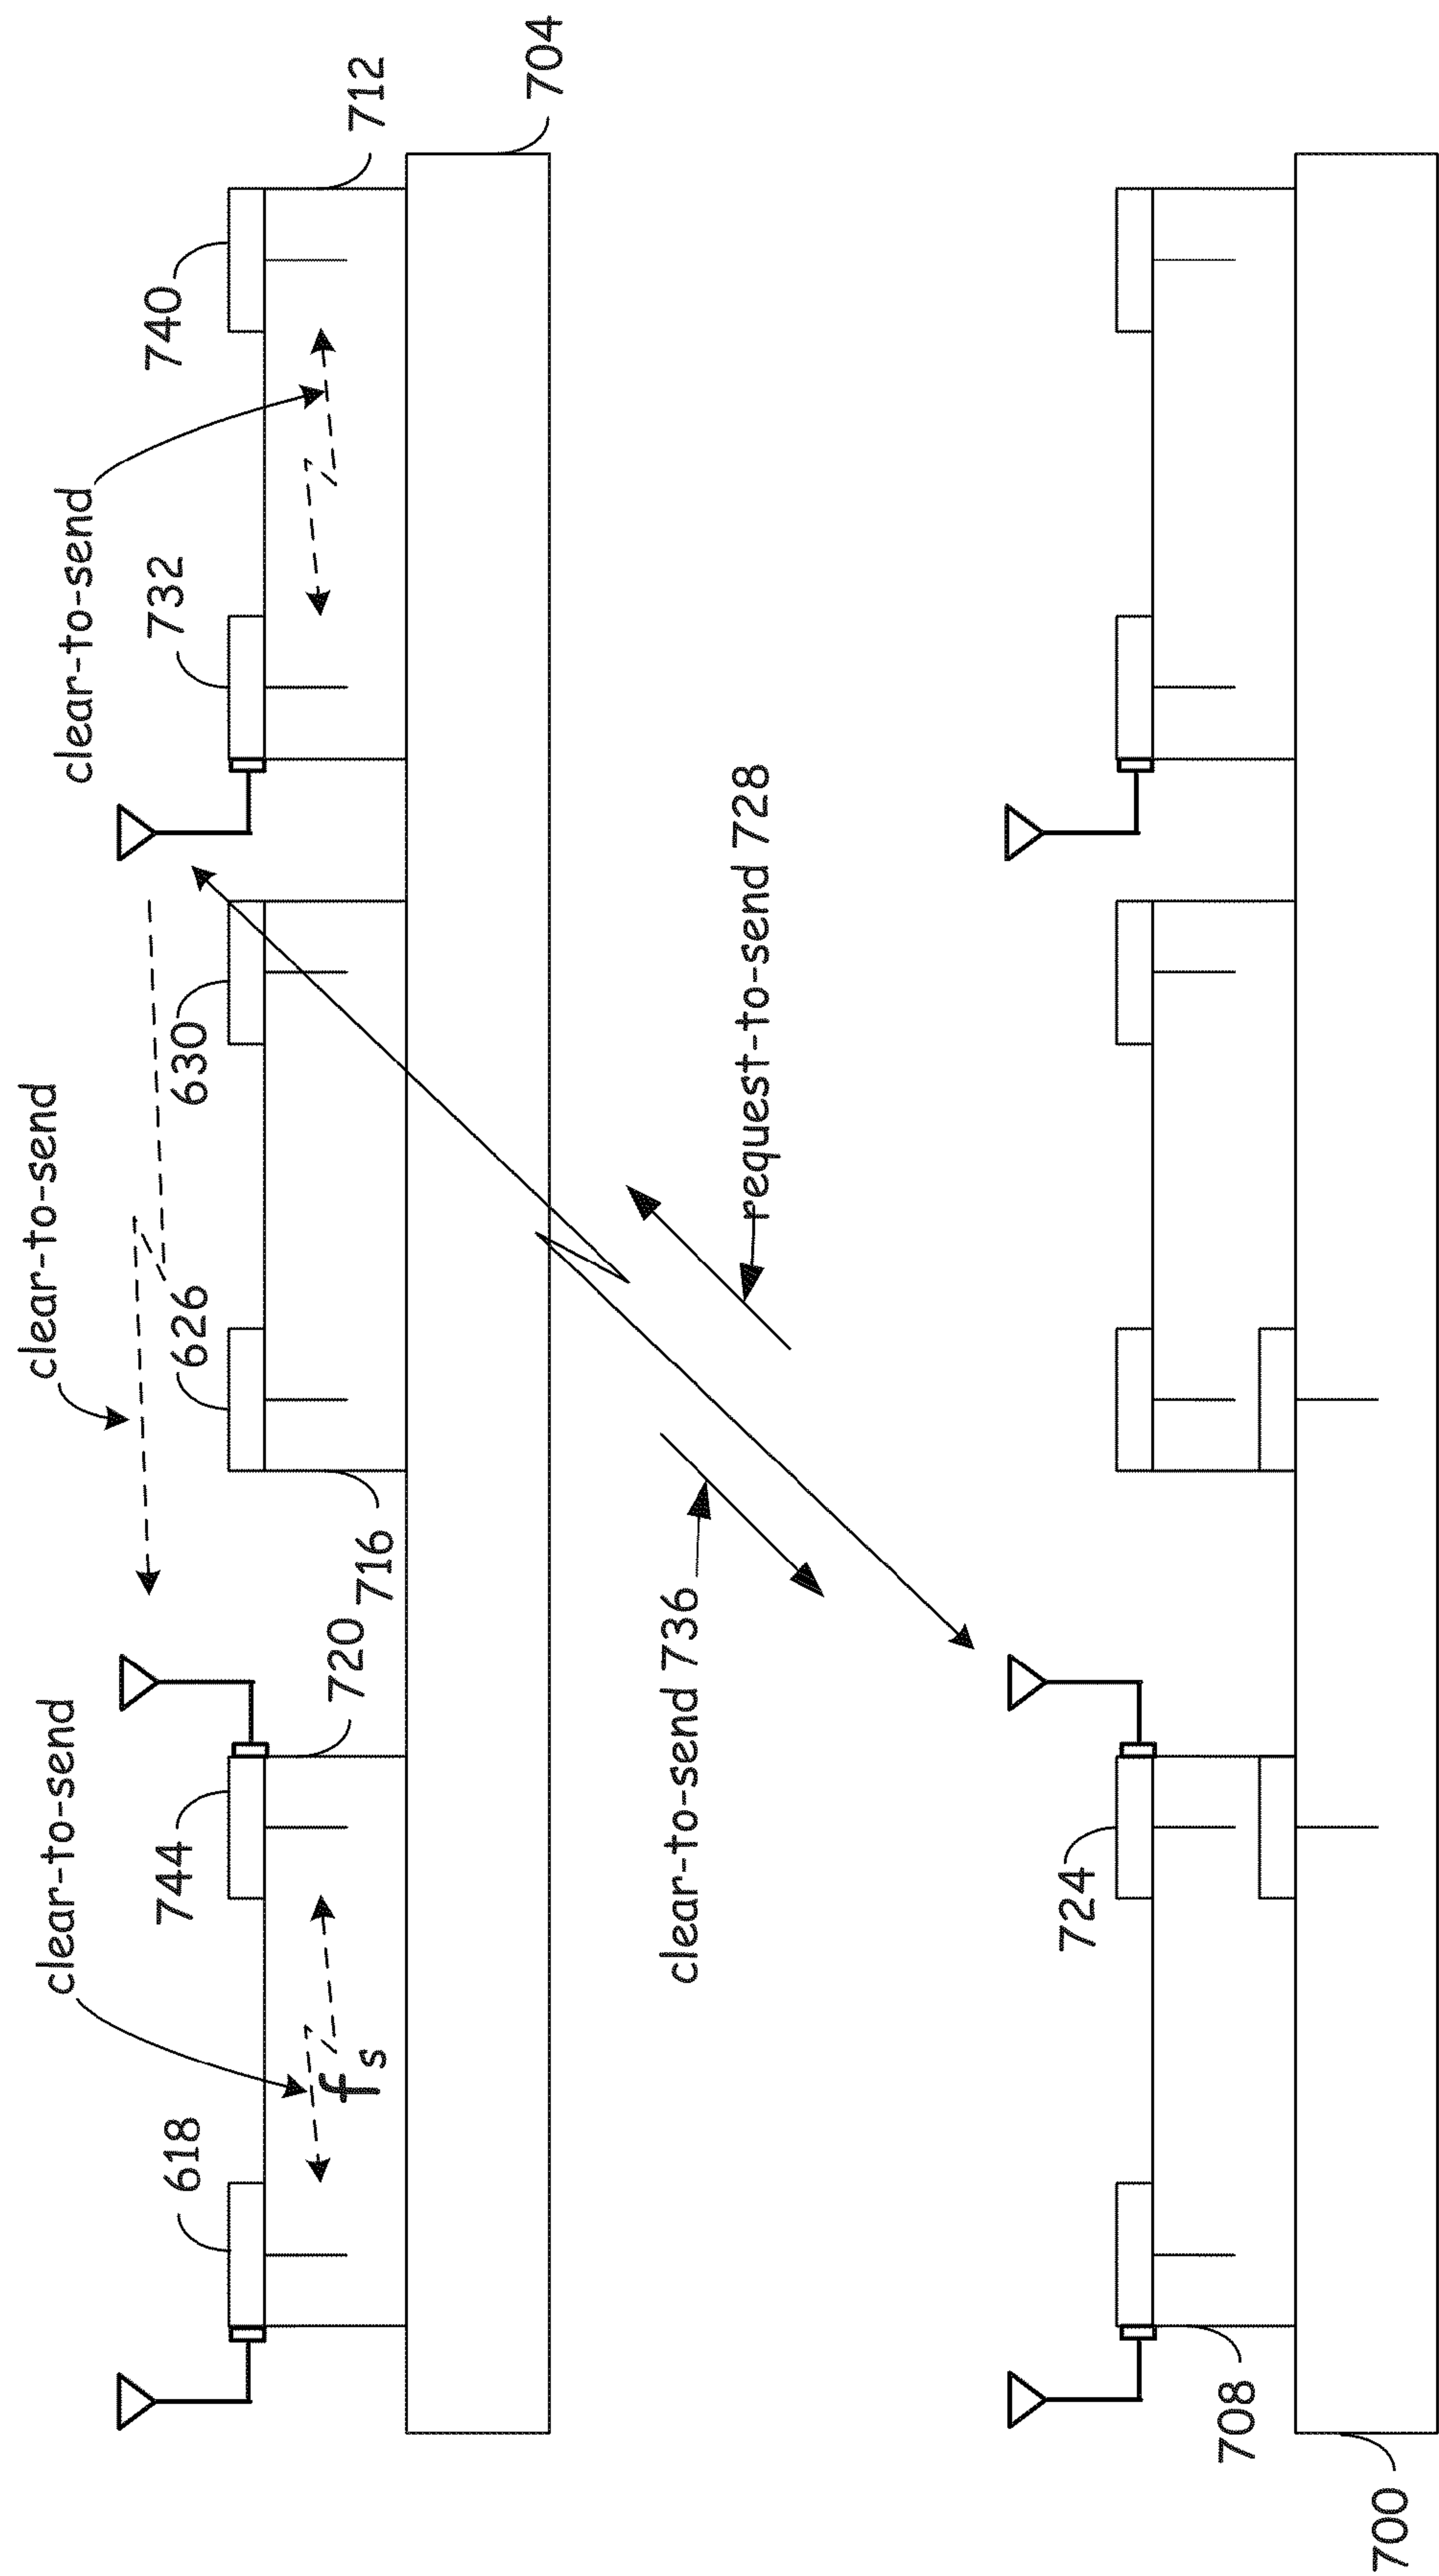 clear-to-send
clear-to-send
clear-to-send
618
744
626
630
732
740
fs
720
716
712
704
clear-to-send 736
request-to-send 728
724
708
700